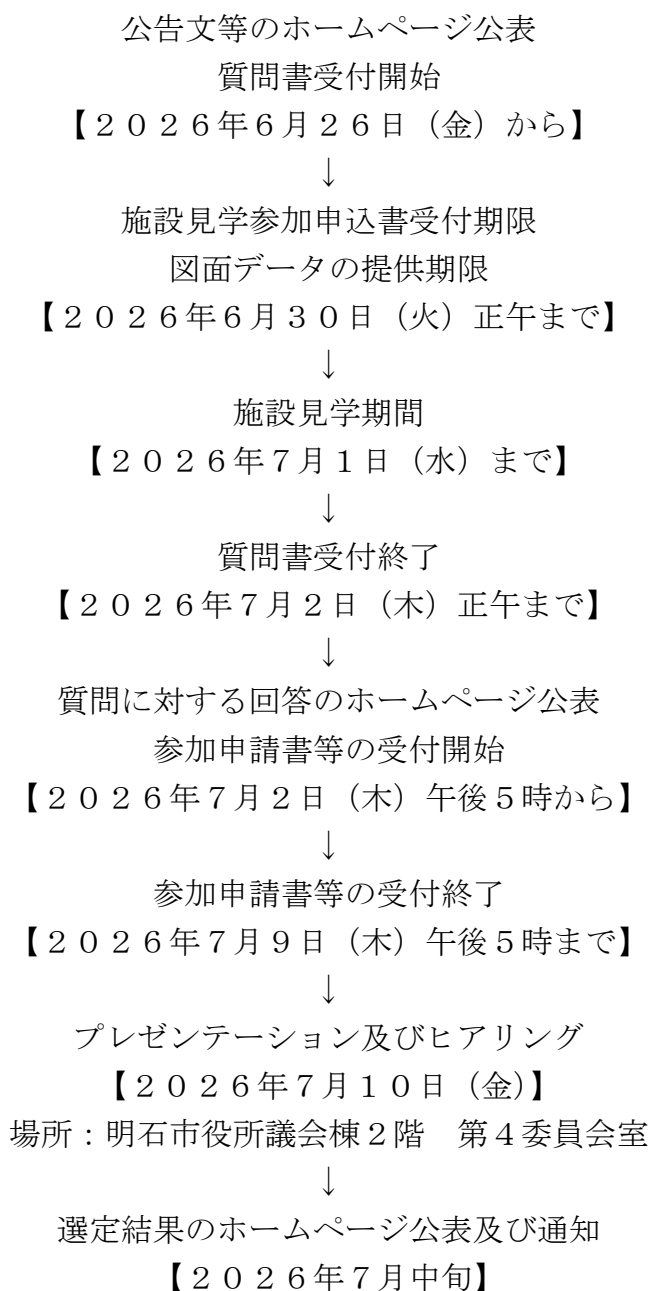 公告文等のホームページ公表
質問書受付開始
【２０２６年６月２６日（金）から】
↓
施設見学参加申込書受付期限
図面データの提供期限
【２０２６年６月３０日（火）正午まで】
↓
施設見学期間
【２０２６年７月１日（水）まで】
↓
質問書受付終了
【２０２６年７月２日（木）正午まで】
↓
質問に対する回答のホームページ公表
参加申請書等の受付開始
【２０２６年７月２日（木）午後５時から】
↓
参加申請書等の受付終了
【２０２６年７月９日（木）午後５時まで】
↓
プレゼンテーション及びヒアリング
【２０２６年７月１０日（金）】
場所：明石市役所議会棟２階　第４委員会室
↓
選定結果のホームページ公表及び通知
【２０２６年７月中旬】